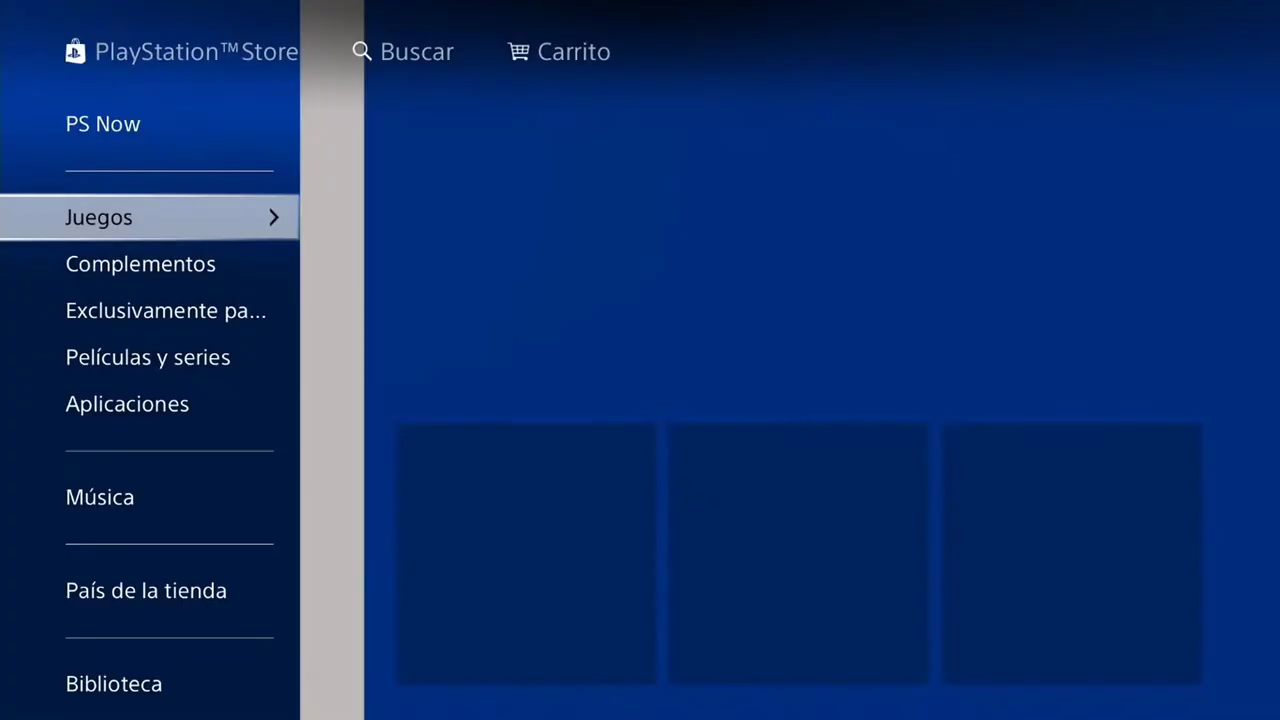 PlayStation™Store
Buscar
Carrito
PS Now
Juegos
Complementos
Exclusivamente pa...
Películas y series
Aplicaciones
Música
País de la tienda
Biblioteca